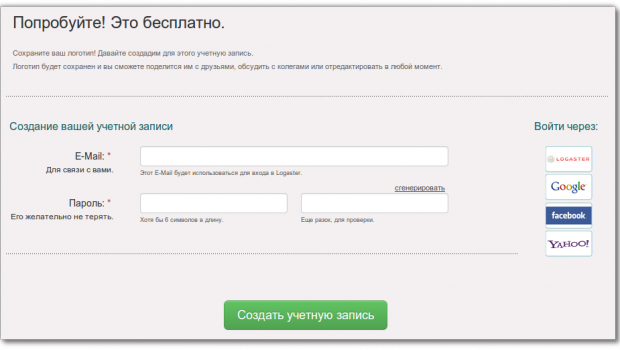 Попробуйте! Это бесплатно.
Сохраните ваш логотип! Давайте создадим для этого учетную запись.
Логотип будет сохранен и вы сможете поделится им с друзьями, обсудить с колегами или отредактировать в любой момент.
Создание вашей учетной записи
Войти через:
E-Mail: *
Для связи с вами.
Этот E-Mail будет использоваться для входа в Logaster.
LOGASTER
Google
facebook
YAHOO!
сгенерировать
Пароль: *
Его желательно не терять.
Хотя бы 6 символов в длину.
Еще разок, для проверки.
Создать учетную запись